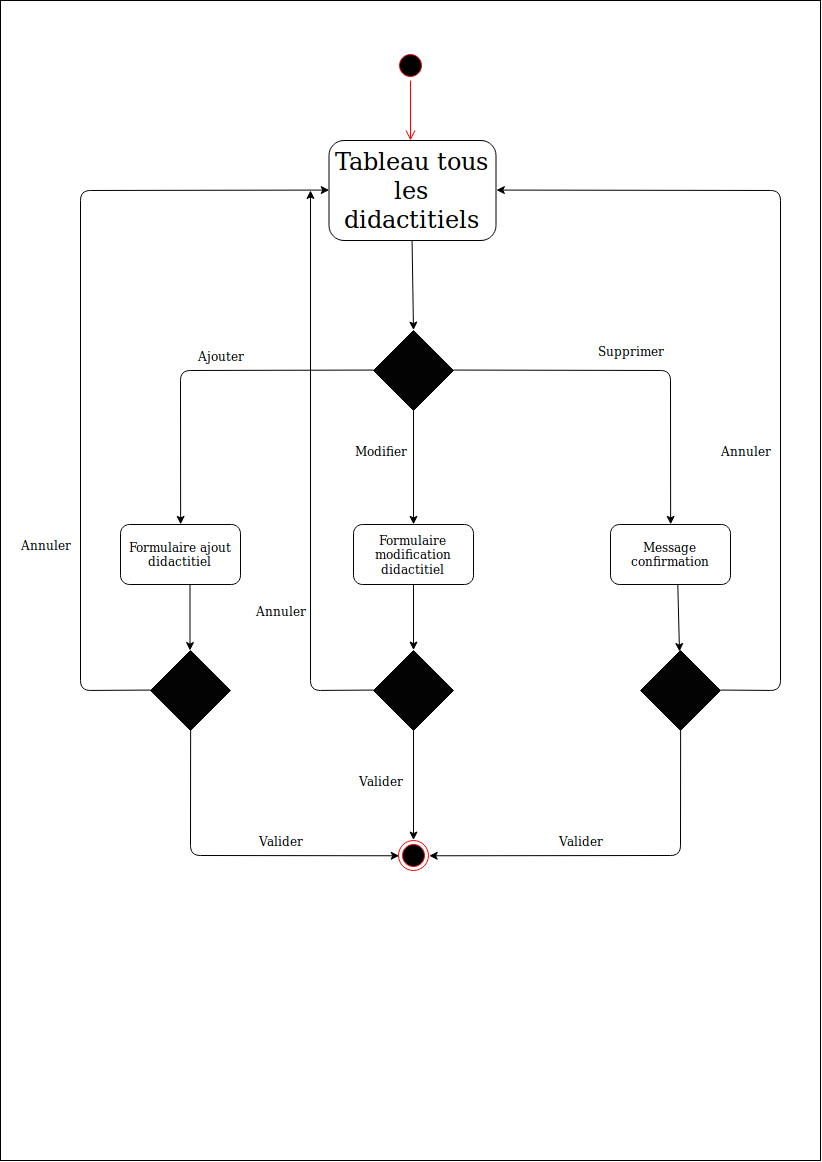 Tableau tous
les
didactitiels
Ajouter
Supprimer
Modifier
Annuler
Annuler
Formulaire ajout
didactitiel
Formulaire
modification
didactitiel
Message
confirmation
Annuler
Valider
Valider
Valider